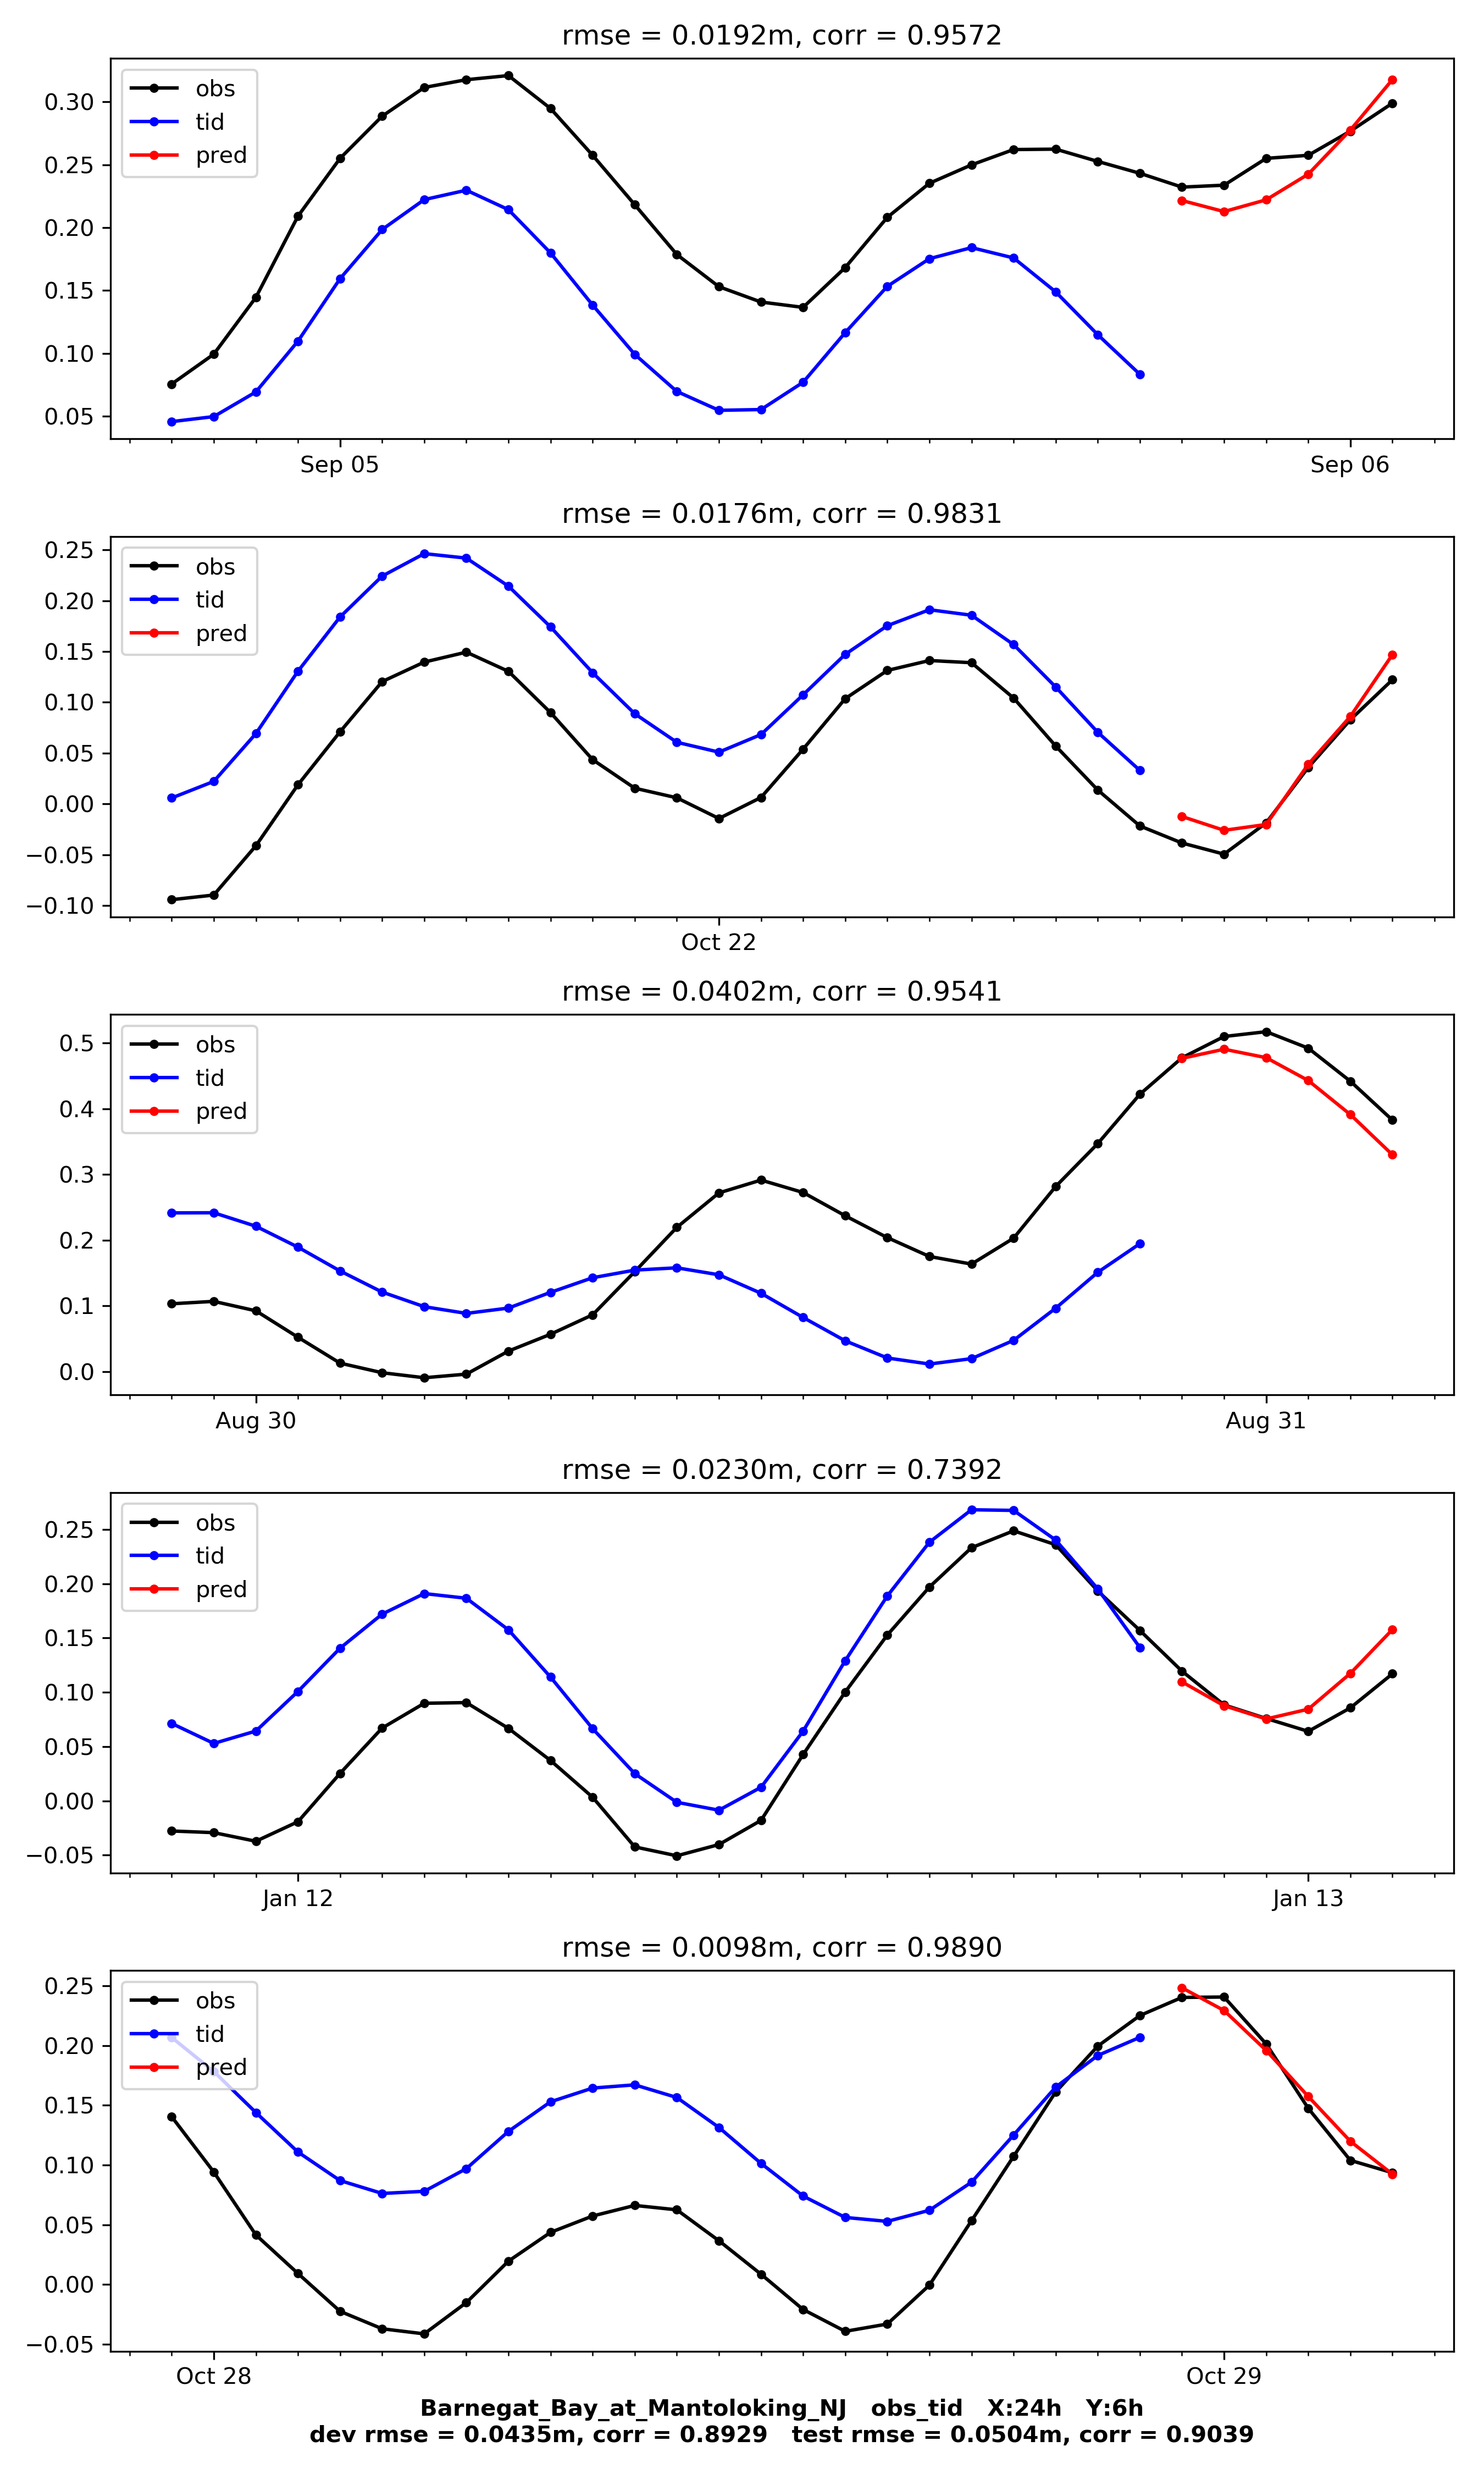 rmse = 0.0192m, corr = 0.9572
obs
tid
pred
0.30
0.25
0.20
0.15
0.10
0.05
Sep 05 Sep 06
rmse = 0.0176m, corr = 0.9831
obs
tid
pred
0.25
0.20
0.15
0.10
0.05
0.00
−0.05
−0.10
Oct 22
rmse = 0.0402m, corr = 0.9541
obs
tid
pred
0.5
0.4
0.3
0.2
0.1
0.0
Aug 30 Aug 31
rmse = 0.0230m, corr = 0.7392
obs
tid
pred
0.25
0.20
0.15
0.10
0.05
0.00
−0.05
Jan 12 Jan 13
rmse = 0.0098m, corr = 0.9890
obs
tid
pred
0.25
0.20
0.15
0.10
0.05
0.00
−0.05
Oct 28 Oct 29
Barnegat_Bay_at_Mantoloking_NJ obs_tid X:24h Y:6h
dev rmse = 0.0435m, corr = 0.8929 test rmse = 0.0504m, corr = 0.9039